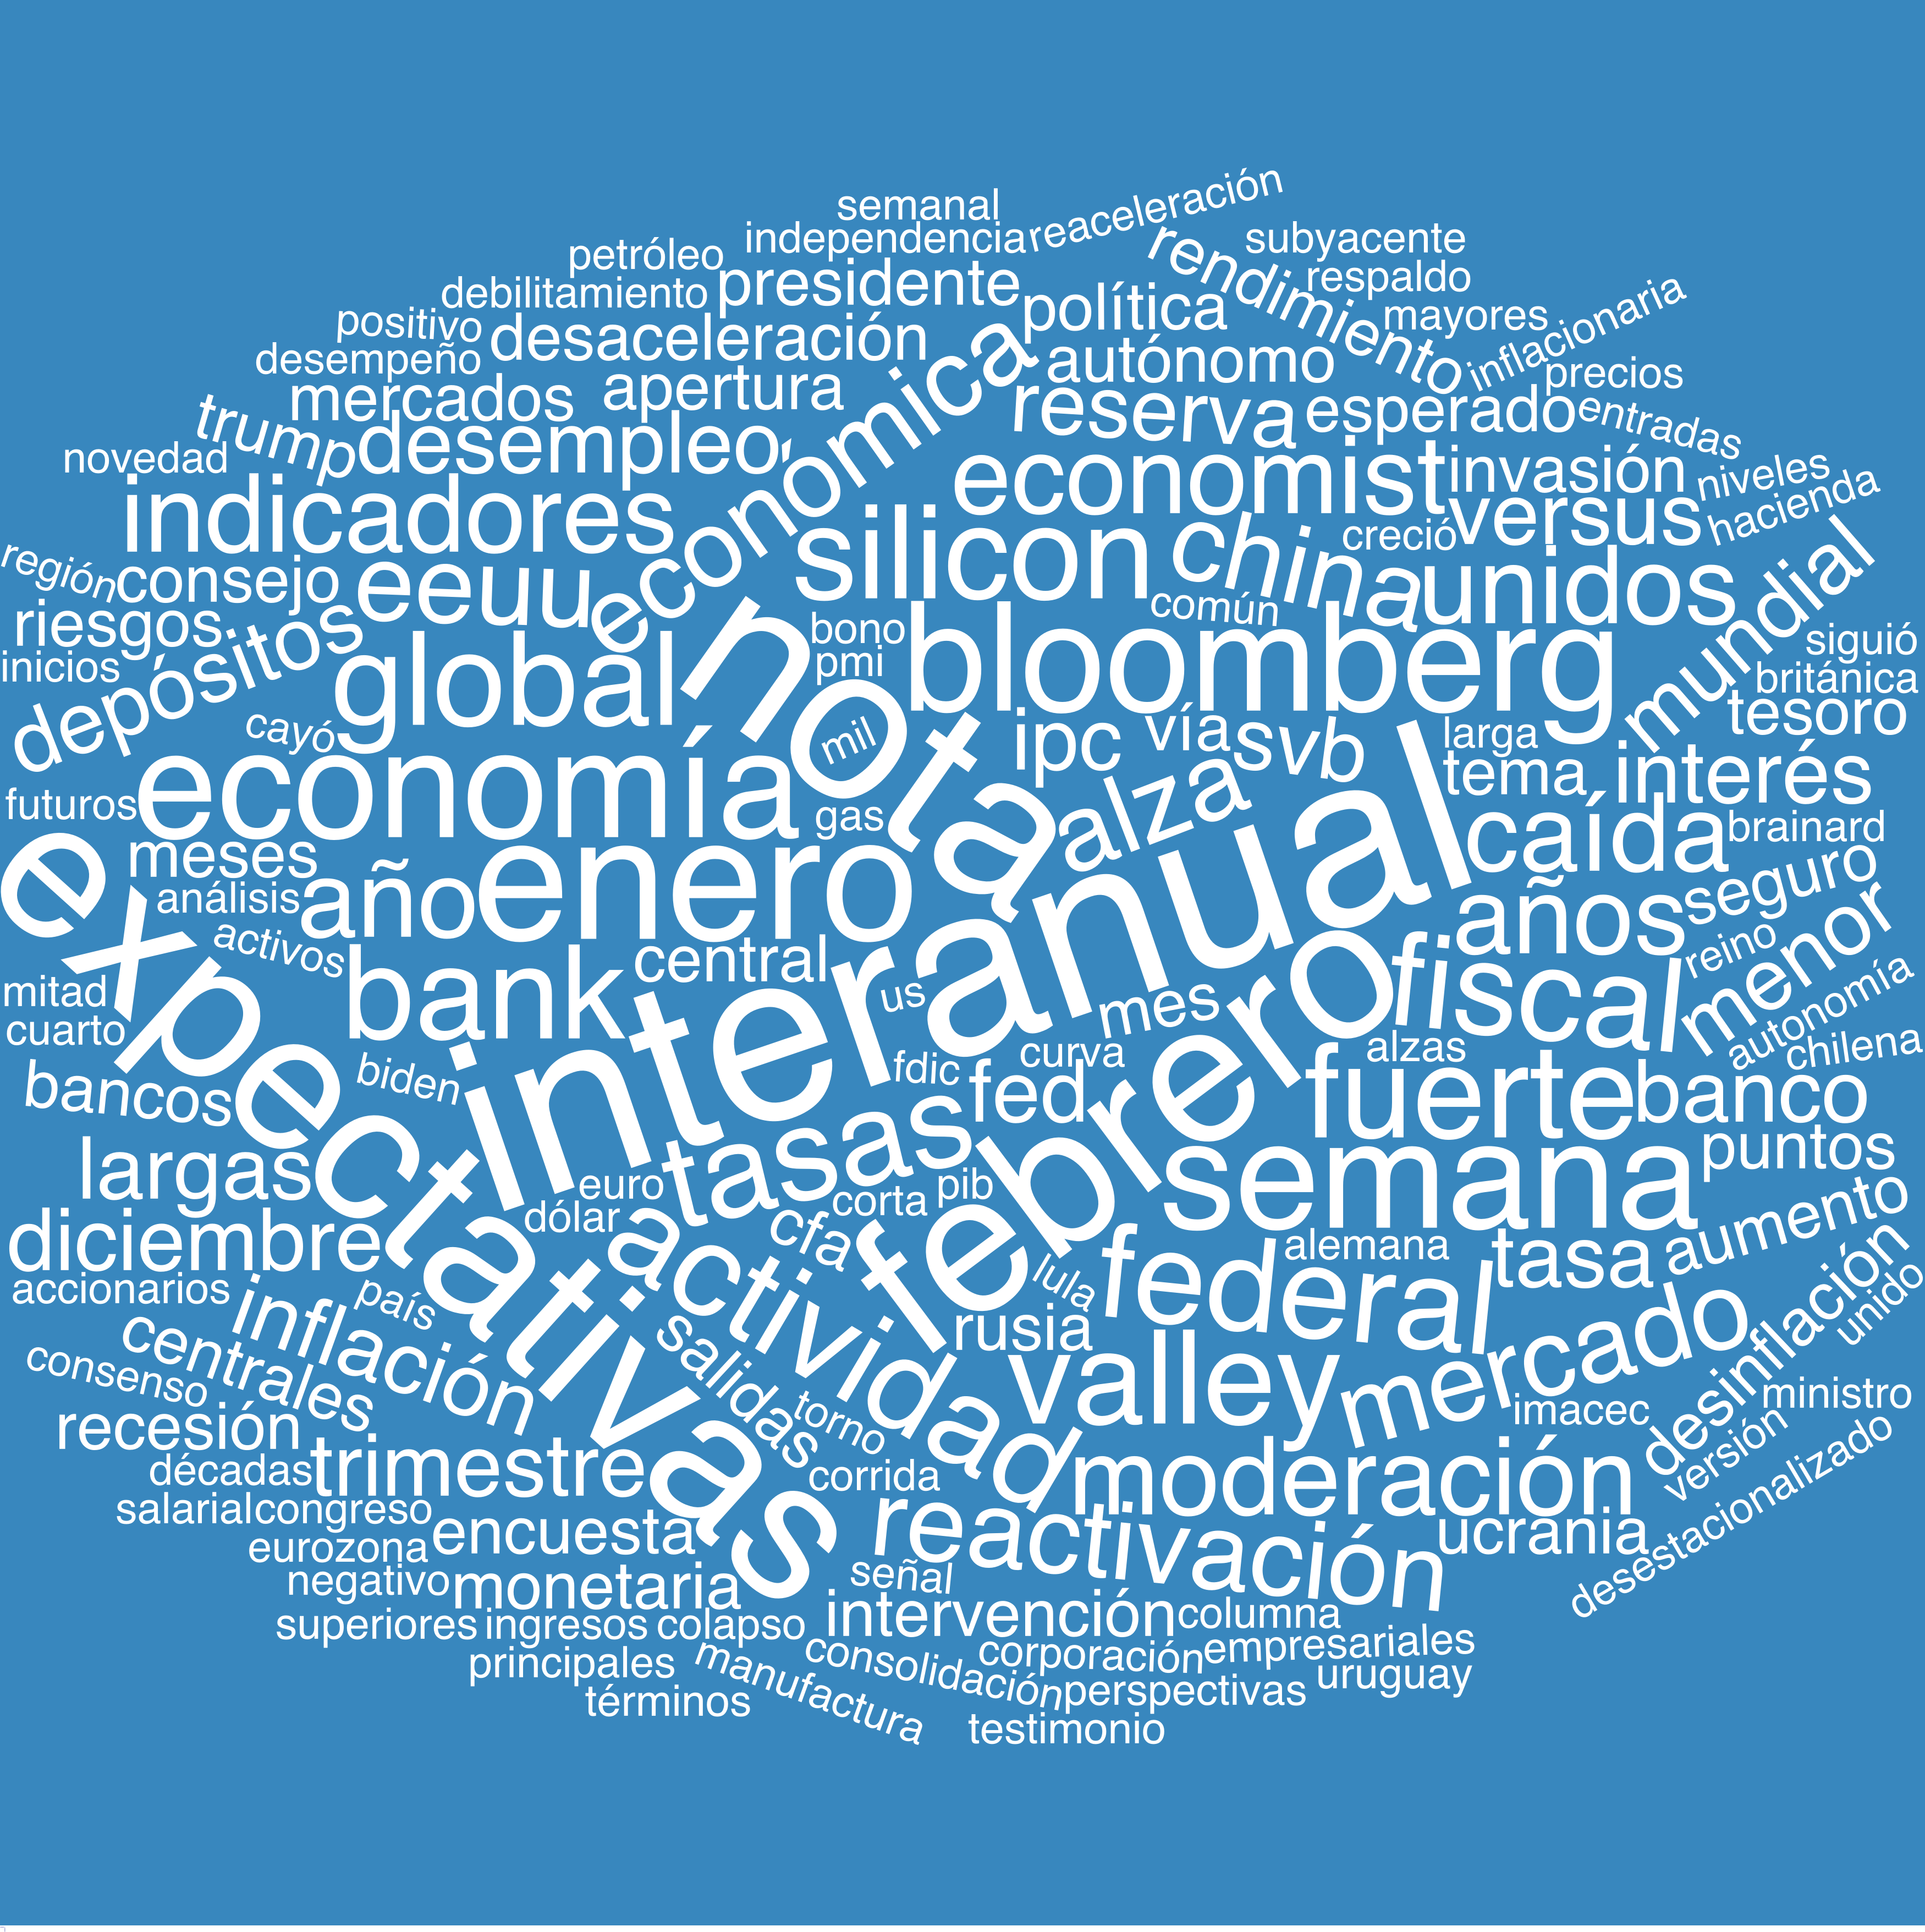 semanal
independencia
reaceleración
petróleo
subyacente
rendimiento
debilitamiento
presidente
respaldo
política
positivo
desaceleración
mayores
inflacionaria
desempeño
económica
autónomo
mercados
apertura
precios
reserva
esperado
entradas
trump
desempleo
novedad
economist
invasión
niveles
indicadores
silicon
china
creció
versus
hacienda
región
consejo
eeuu
unidos
mundial
común
riesgos
depósitos
global
nota
bono
bloomberg
siguió
inicios
pmi
británica
cayó
mil
ipc
vía
svb
larga
tesoro
economía
tema
interés
futuros
gas
alza
interanual
caída
brainard
expectativas
meses
análisis
año
enero
años
seguro
activos
bank
central
febrero
fiscal
reino
menor
mitad
us
mes
autonomía
cuarto
curva
alzas
chilena
bancos
biden
fdic
fed
fuerte
banco
largas
tasas
semana
puntos
euro
corta
pib
diciembre
dólar
actividad
cfa
federal
alemana
tasa
aumento
accionarios
país
lula
desinflación
unido
inflación
centrales
salidas
rusia
valley
mercado
consenso
ministro
recesión
torno
imacec
versión
décadas
trimestre
corrida
moderación
desestacionalizado
salarial
congreso
reactivación
eurozona
encuesta
ucrania
negativo
monetaria
señal
superiores
ingresos
colapso
intervención
columna
principales
manufactura
consolidación
corporación
empresariales
términos
perspectivas
uruguay
testimonio